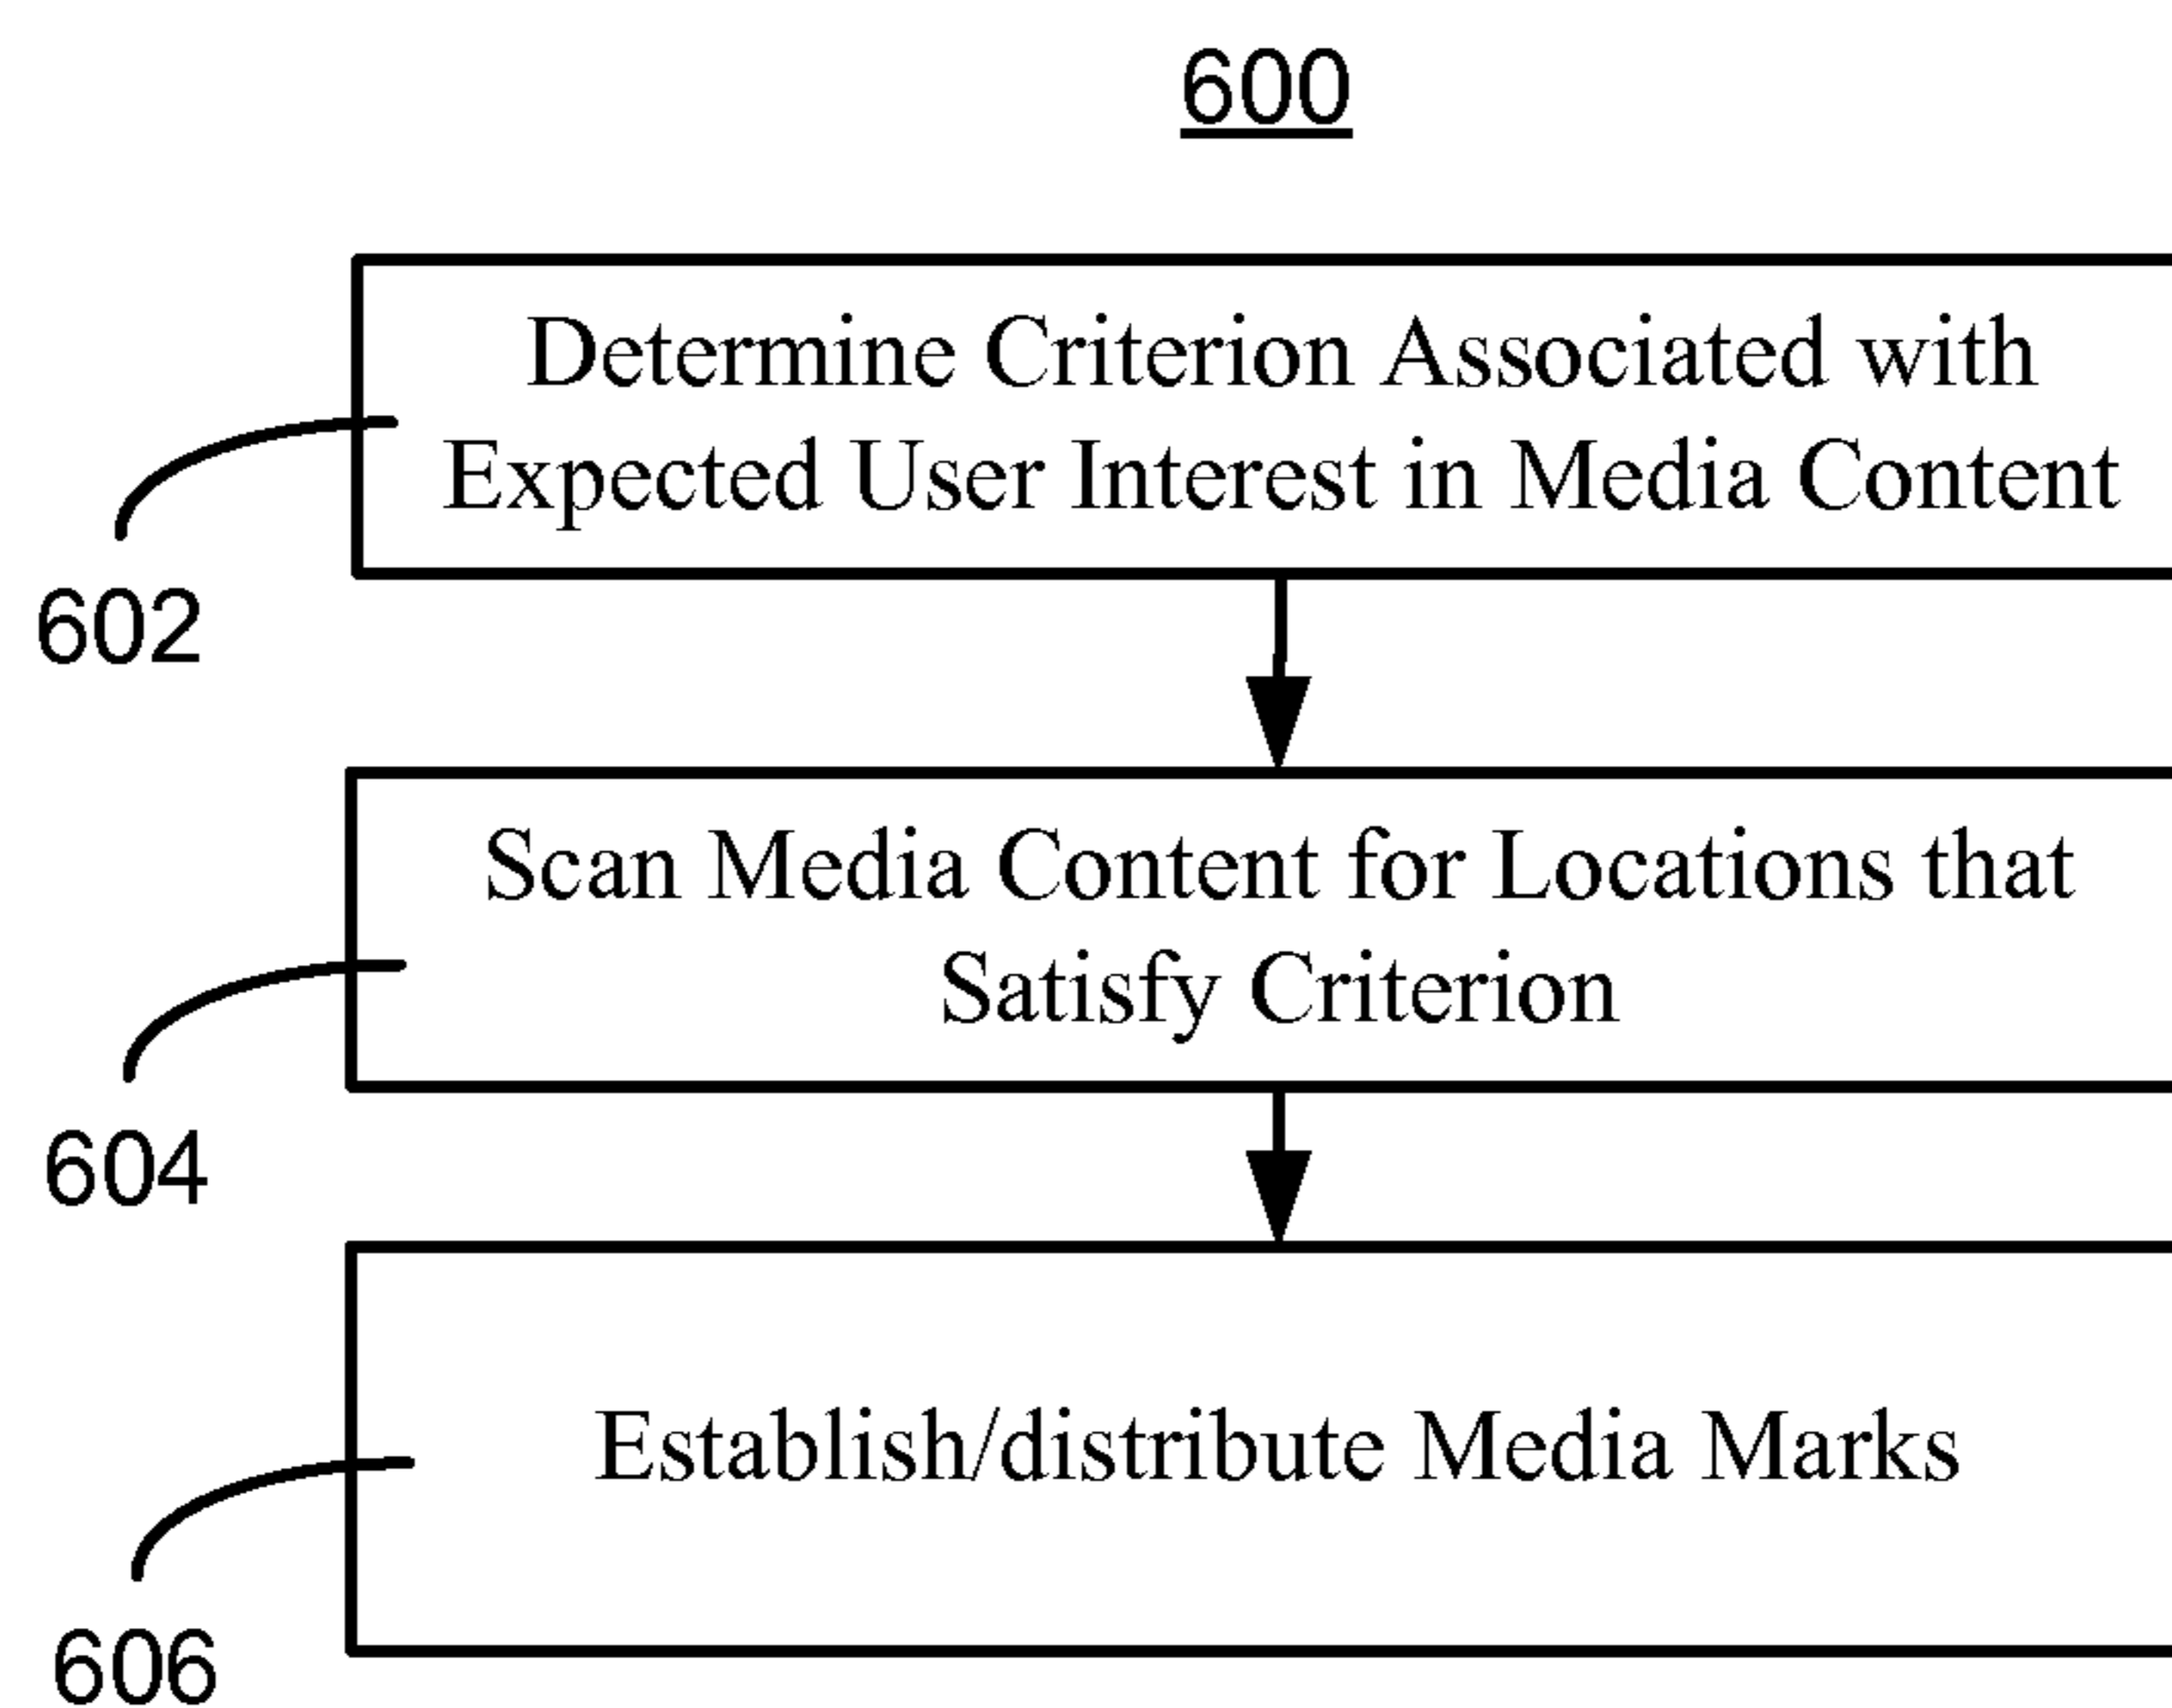 600
Determine Criterion Associated with
Expected User Interest in Media Content
602
Scan Media Content for Locations that
Satisfy Criterion
604
Establish/distribute Media Marks
606